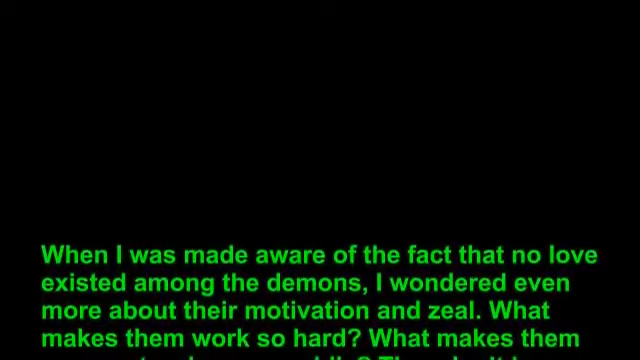 When I was made aware of the fact that no love
existed among the demons, I wondered even
more about their motivation and zeal. What
makes them work so hard? What makes them